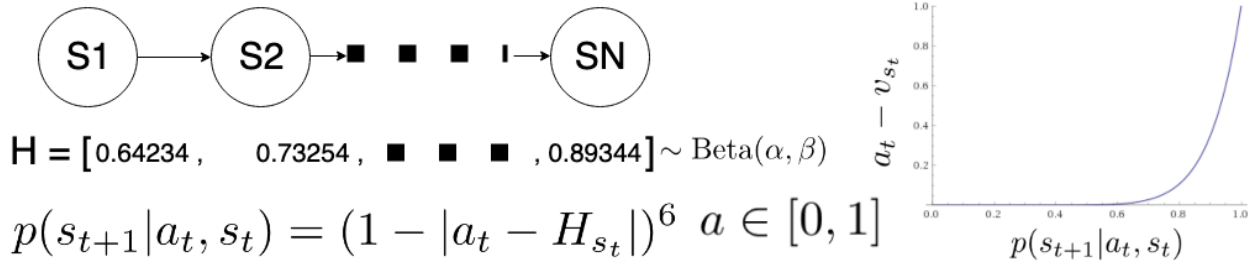 S1 S2 SN
H = [0.64234 , 0.73254 , ■ ■ ■ , 0.89344] ~ Beta(α, β)
p(s_{t+1}|a_t, s_t) = (1 − |a_t − H_{s_t}|)^6 a ∈ [0, 1]
a_t − v_{s_t}
1.0
0.8
0.6
0.4
0.2
0.0 0.2 0.4 0.6 0.8 1.0
p(s_{t+1}|a_t, s_t)